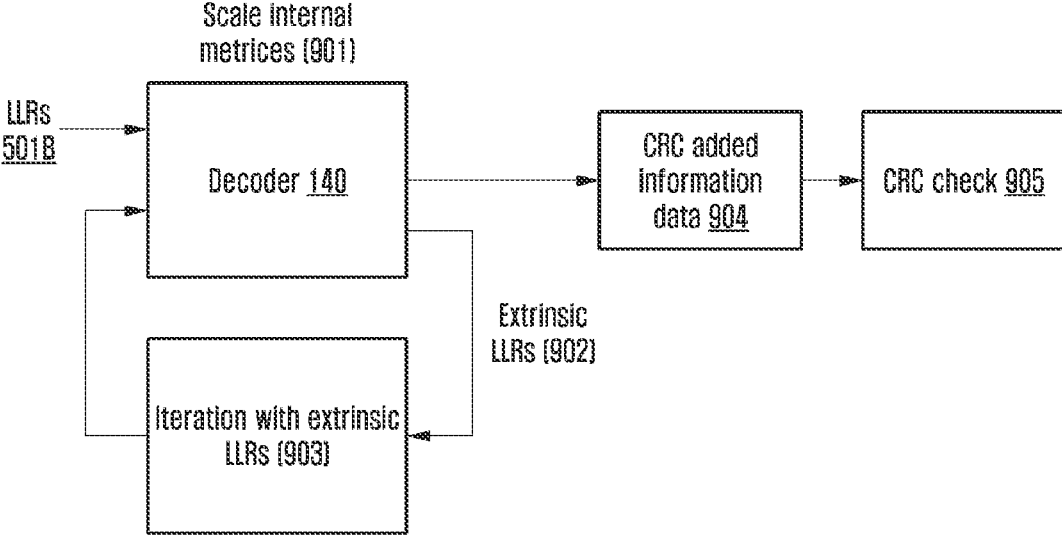 Scale internal
metrices (901)
LLRs
501B
Decoder 140
CRC added
information
data 904
CRC check 905
Extrinsic
LLRs (902)
Iteration with extrinsic
LLRs (903)